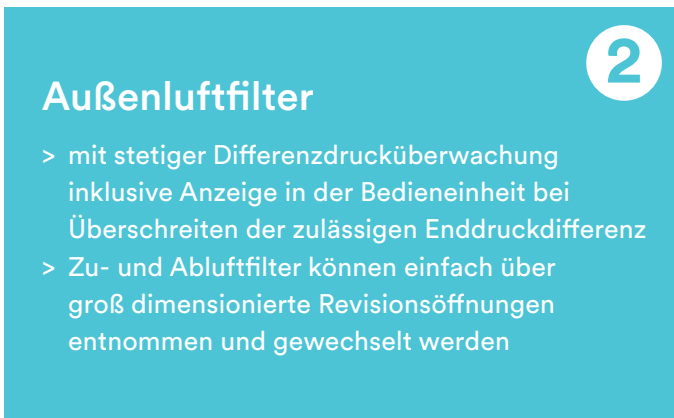 2
Außenluftfilter
> mit stetiger Differenzdrucküberwachung
inklusive Anzeige in der Bedieneinheit bei
Überschreiten der zulässigen Enddruckdifferenz
> Zu- und Abluftfilter können einfach über
groß dimensionierte Revisionsöffnungen
entnommen und gewechselt werden